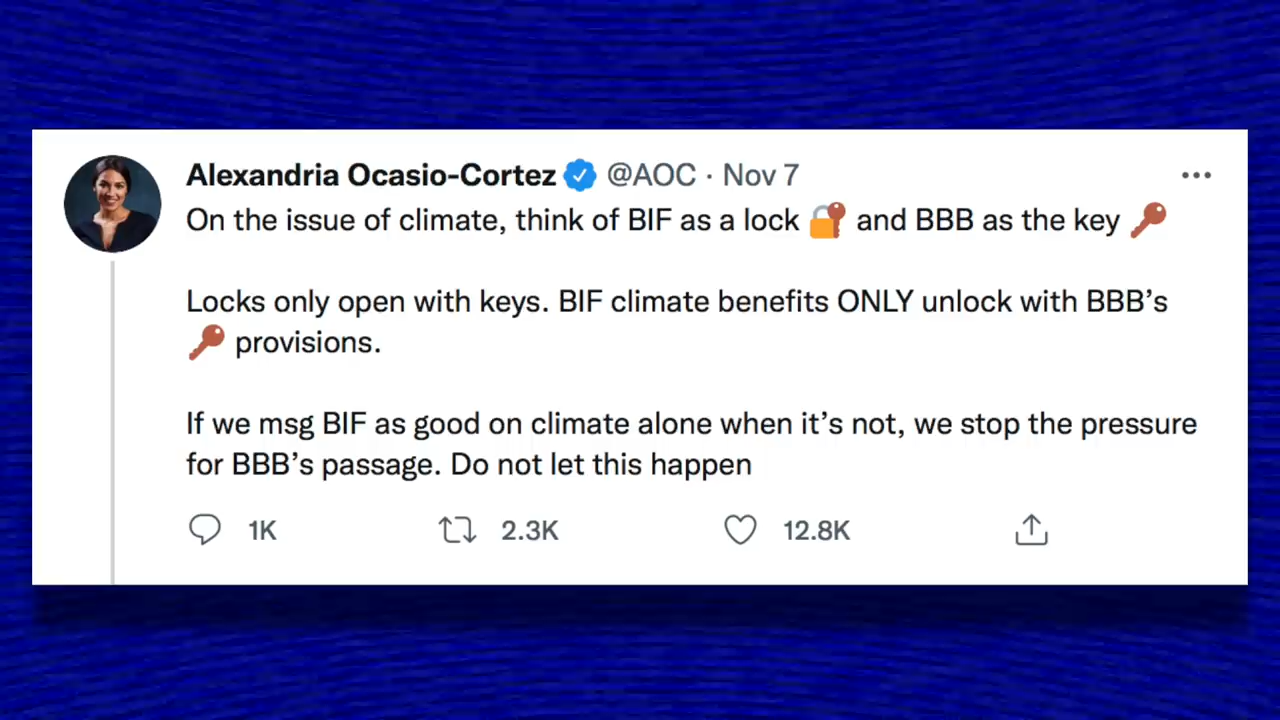 Alexandria Ocasio-Cortez @AOC · Nov 7
On the issue of climate, think of BIF as a lock 🔐 and BBB as the key 🔑
Locks only open with keys. BIF climate benefits ONLY unlock with BBB’s
🔑 provisions.
If we msg BIF as good on climate alone when it’s not, we stop the pressure
for BBB’s passage. Do not let this happen
1K 2.3K 12.8K